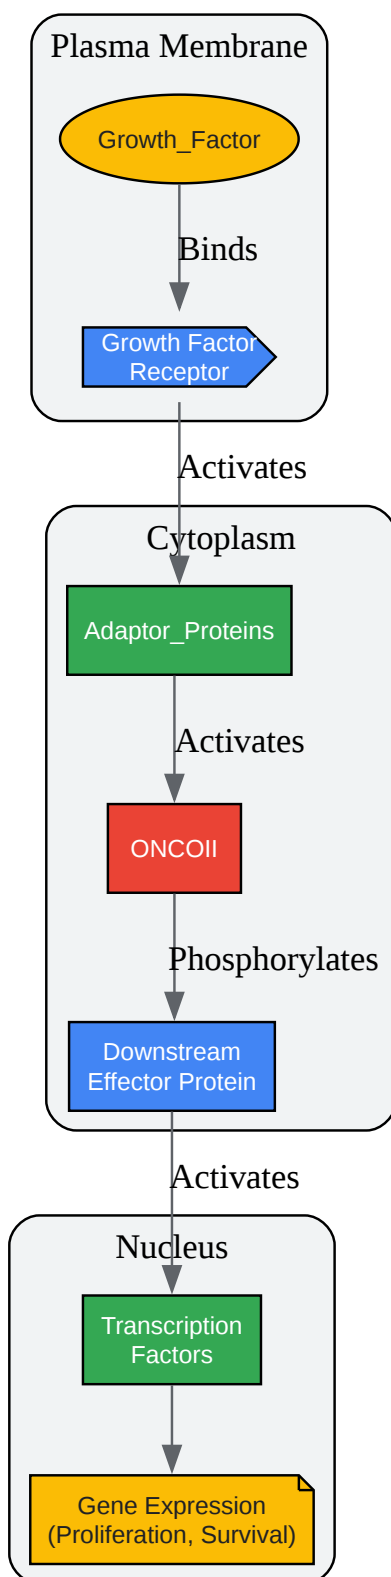 Plasma Membrane
Growth_Factor
Binds
Growth Factor
Receptor
Activates
Cytoplasm
Adaptor_Proteins
Activates
ONCOII
Phosphorylates
Downstream
Effector Protein
Activates
Nucleus
Transcription
Factors
Gene Expression
(Proliferation, Survival)